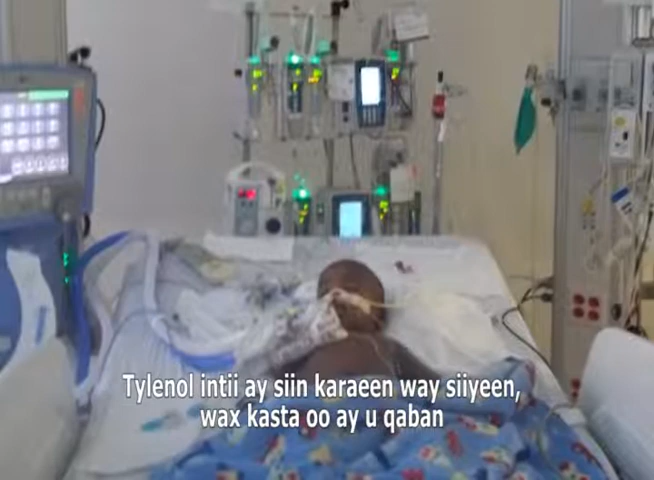 Tylenol intii ay siin karaeen way siiyeen,
wax kasta oo ay u qaban